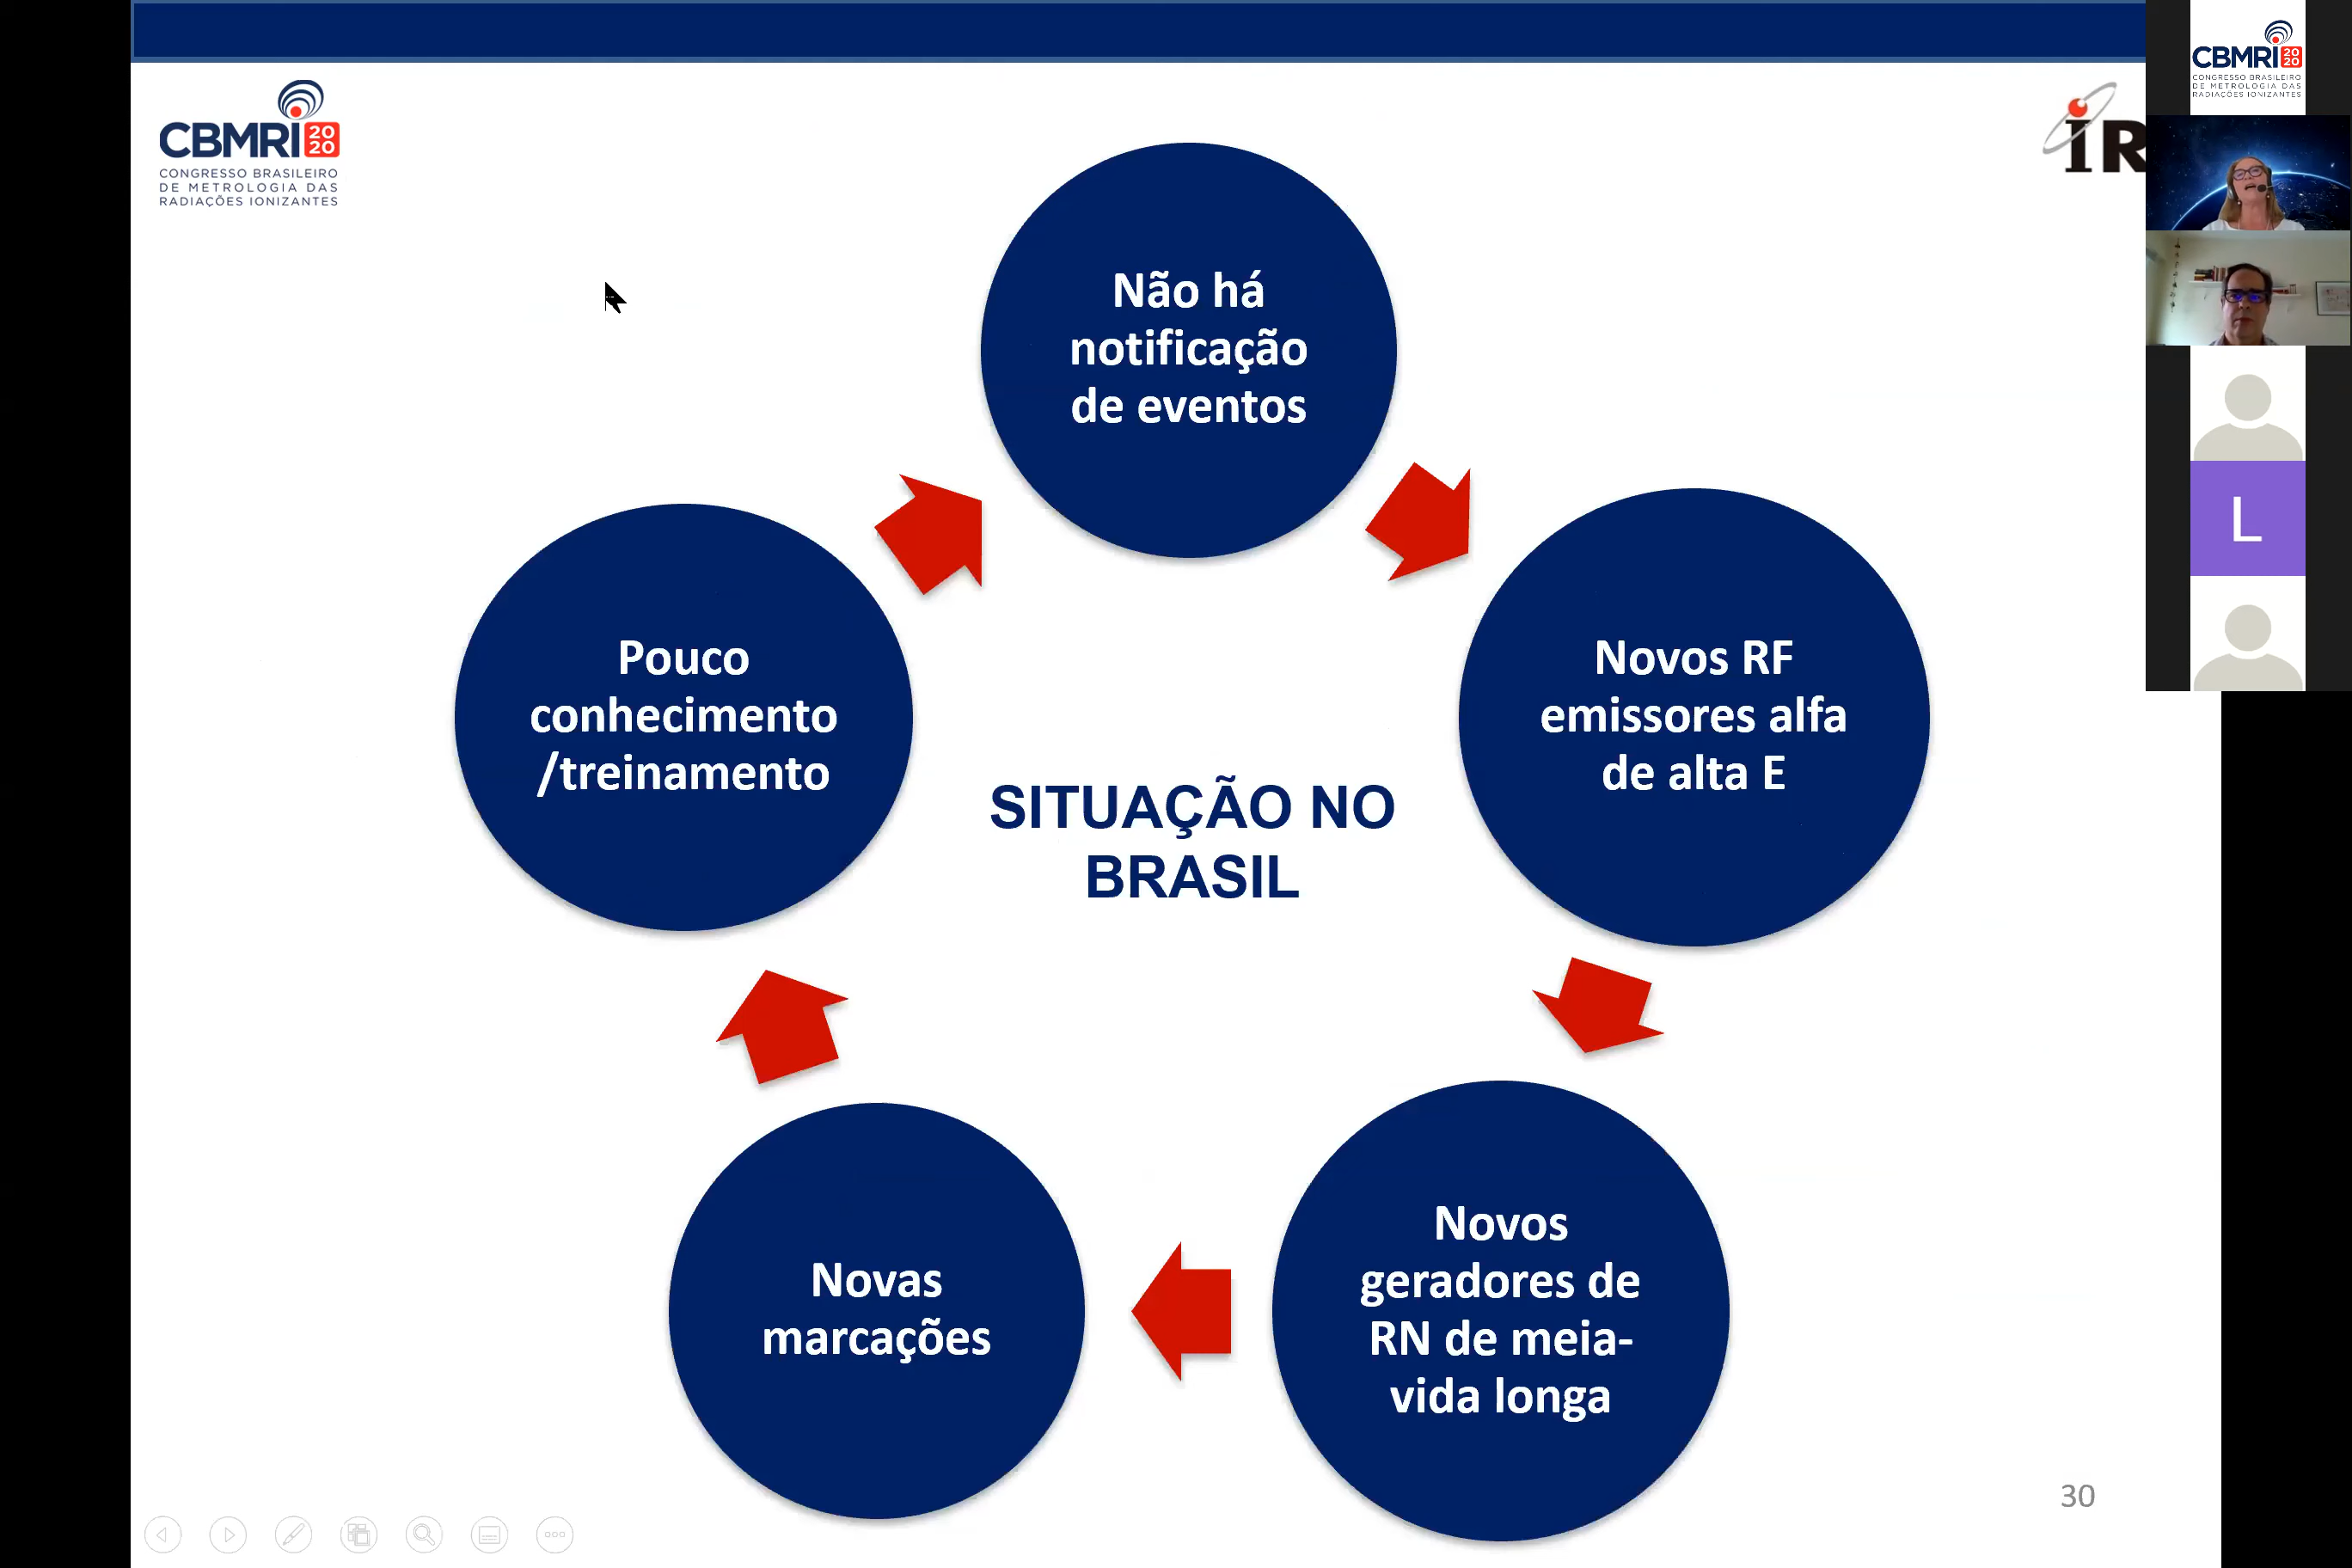 CBMRI 20
20
CONGRESSO BRASILEIRO
DE METROLOGIA DAS
RADIAÇÕES IONIZANTES
IR
Não há
notificação
de eventos
Novos RF
emissores alfa
de alta E
Novos
geradores de
RN de meia-
vida longa
Novas
marcações
Pouco
conhecimento
/treinamento
SITUAÇÃO NO
BRASIL
30
CBMRI 20
20
CONGRESSO BRASILEIRO
DE METROLOGIA DAS
RADIAÇÕES IONIZANTES
L